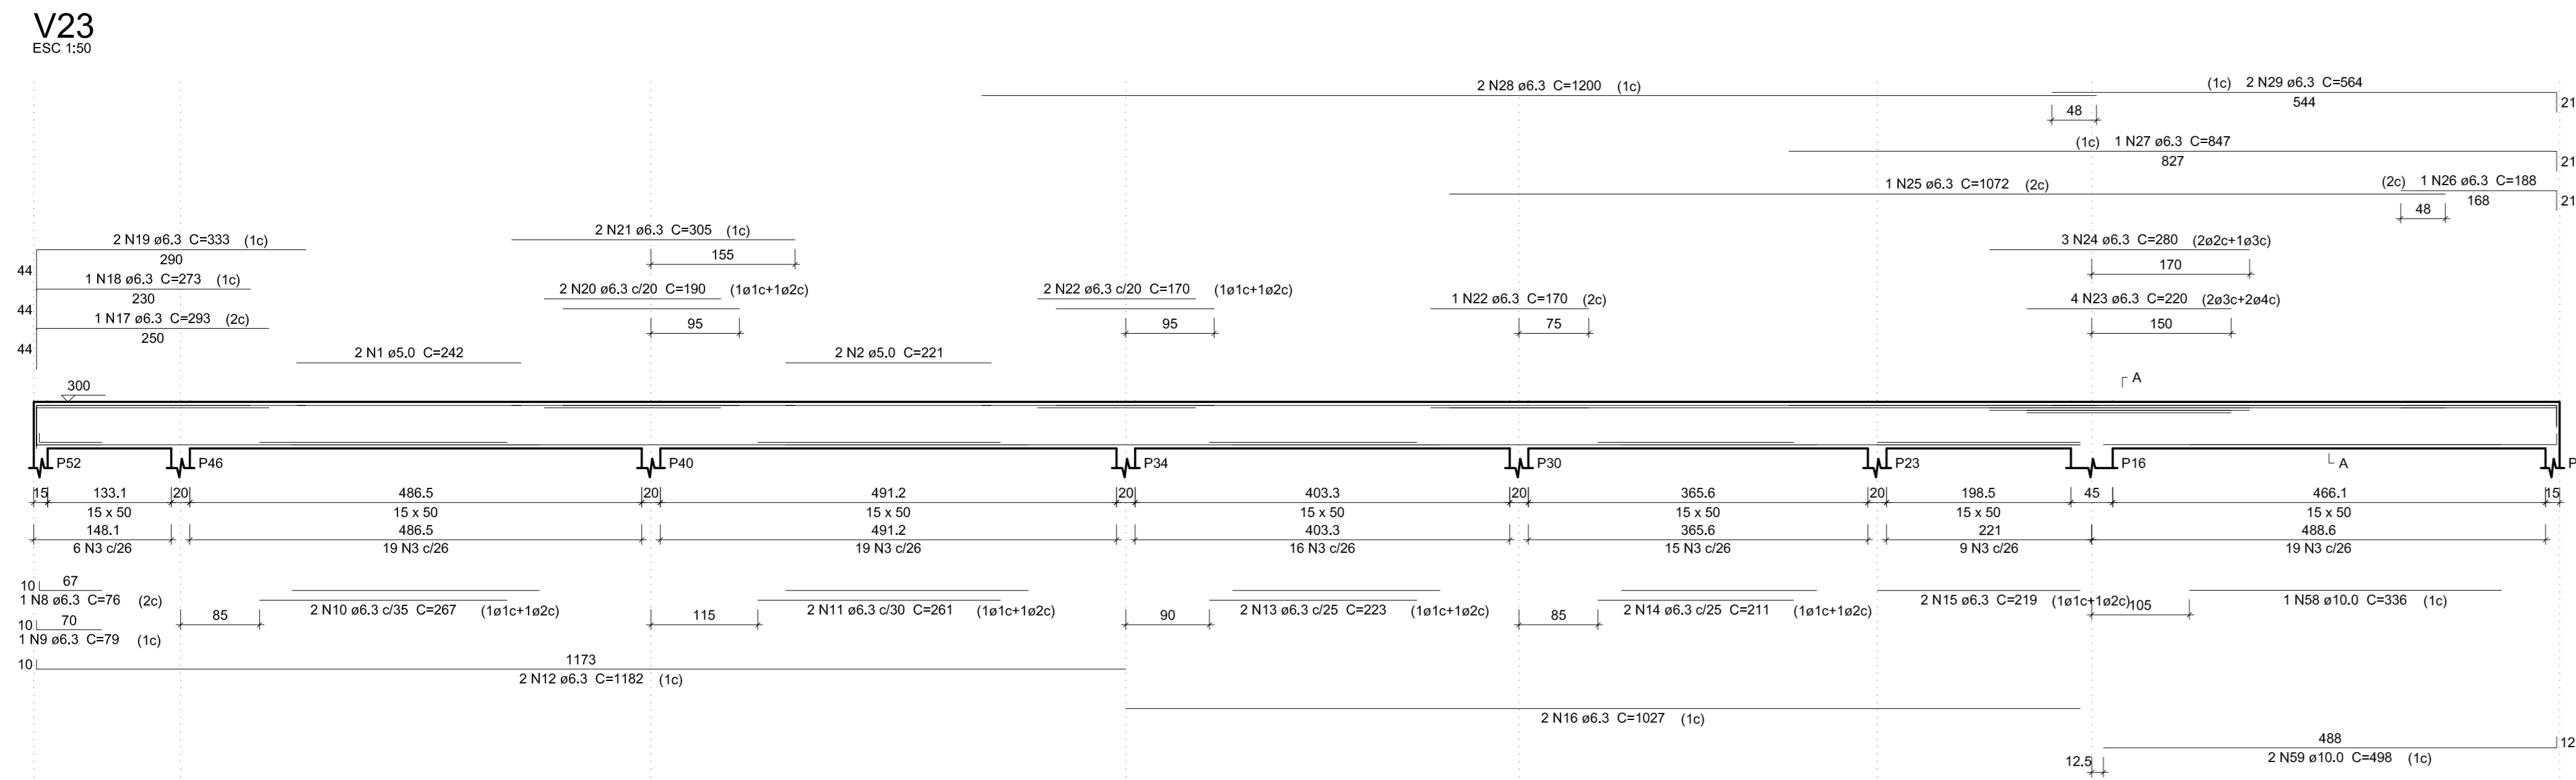 V23
ESC 1:50
2 N28 ø6.3 C=1200 (1c)
(1c) 2 N29 ø6.3 C=564
544
21
48
(1c) 1 N27 ø6.3 C=847
827
21
1 N25 ø6.3 C=1072 (2c)
(2c) 1 N26 ø6.3 C=188
168
21
48
2 N19 ø6.3 C=333 (1c)
290
44
2 N21 ø6.3 C=305 (1c)
155
3 N24 ø6.3 C=280 (2ø2c+1ø3c)
170
1 N18 ø6.3 C=273 (1c)
230
44
2 N20 ø6.3 c/20 C=190 (1ø1c+1ø2c)
95
2 N22 ø6.3 c/20 C=170 (1ø1c+1ø2c)
95
1 N22 ø6.3 C=170 (2c)
75
4 N23 ø6.3 C=220 (2ø3c+2ø4c)
150
1 N17 ø6.3 C=293 (2c)
250
44
2 N1 ø5.0 C=242
2 N2 ø5.0 C=221
300
A
P52
P46
P40
P34
P30
P23
P16
A
P
15 133.1 20 486.5 20 491.2 20 403.3 20 365.6 20 198.5 45 466.1 15
15 x 50 15 x 50 15 x 50 15 x 50 15 x 50 15 x 50 15 x 50
148.1 486.5 491.2 403.3 365.6 221 488.6
6 N3 c/26 19 N3 c/26 19 N3 c/26 16 N3 c/26 15 N3 c/26 9 N3 c/26 19 N3 c/26
10 67
1 N8 ø6.3 C=76 (2c)
85
2 N10 ø6.3 c/35 C=267 (1ø1c+1ø2c)
115
2 N11 ø6.3 c/30 C=261 (1ø1c+1ø2c)
90
2 N13 ø6.3 c/25 C=223 (1ø1c+1ø2c)
85
2 N14 ø6.3 c/25 C=211 (1ø1c+1ø2c)
2 N15 ø6.3 C=219 (1ø1c+1ø2c)
105
1 N58 ø10.0 C=336 (1c)
10 70
1 N9 ø6.3 C=79 (1c)
10 1173
2 N12 ø6.3 C=1182 (1c)
2 N16 ø6.3 C=1027 (1c)
488
12
12.5
2 N59 ø10.0 C=498 (1c)